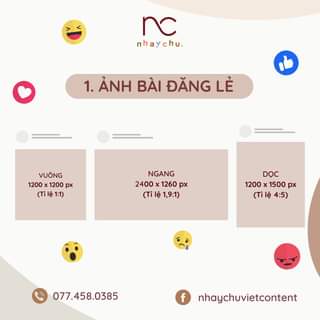 nc
nhaychu.
1. ẢNH BÀI ĐĂNG LẺ
VUÔNG
1200 x 1200 px
(Tỉ lệ 1:1)
NGANG
2400 x 1260 px
(Tỉ lệ 1,9:1)
DỌC
1200 x 1500 px
(Tỉ lệ 4:5)
077.458.0385
nhaychuvietcontent